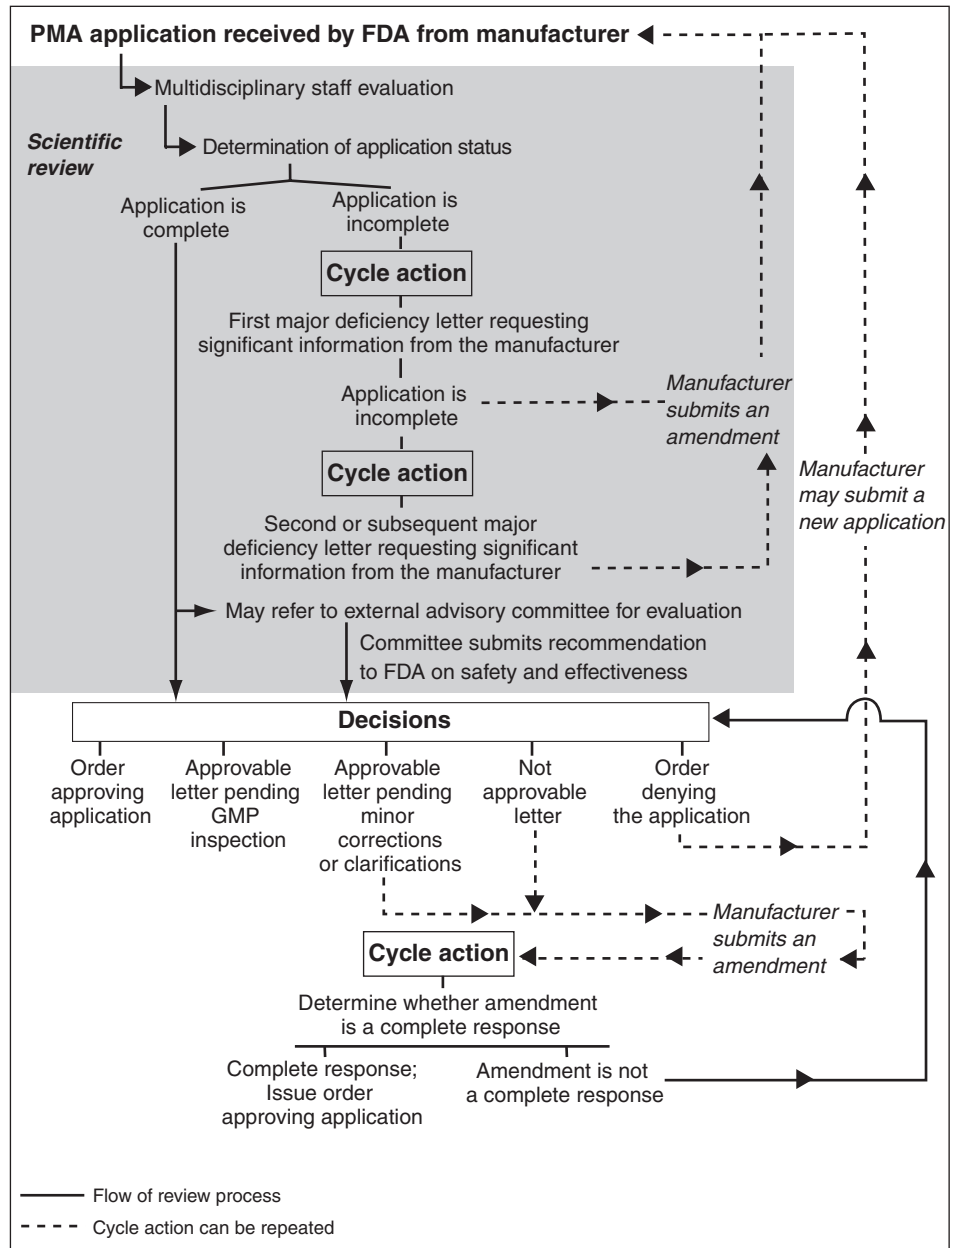 PMA application received by FDA from manufacturer
Multidisciplinary staff evaluation
Scientific
review
Determination of application status
Application is
complete
Application is
incomplete
Cycle action
First major deficiency letter requesting
significant information from the manufacturer
Application is
incomplete
Manufacturer
submits an
amendment
Cycle action
Manufacturer
may submit a
new application
Second or subsequent major
deficiency letter requesting significant
information from the manufacturer
May refer to external advisory committee for evaluation
Committee submits recommendation
to FDA on safety and effectiveness
Decisions
Order
approving
application
Approvable
letter pending
GMP
inspection
Approvable
letter pending
minor
corrections
or clarifications
Not
approvable
letter
Order
denying
the application
Manufacturer
submits an
amendment
Cycle action
Determine whether amendment
is a complete response
Complete response;
Issue order
approving application
Amendment is not
a complete response
Flow of review process
Cycle action can be repeated